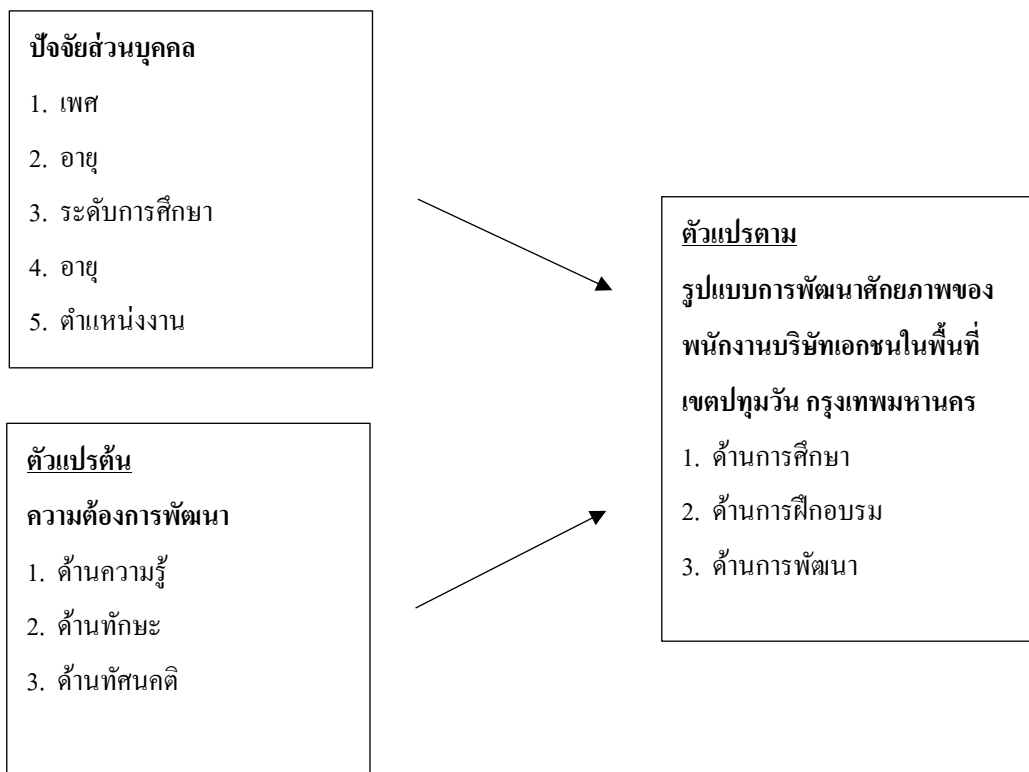 ปัจจัยส่วนบุคคล
1. เพศ
2. อายุ
3. ระดับการศึกษา
4. อายุ
5. ตำแหน่งงาน
ตัวแปรต้น
ความต้องการพัฒนา
1. ด้านความรู้
2. ด้านทักษะ
3. ด้านทัศนคติ
ตัวแปรตาม
รูปแบบการพัฒนาศักยภาพของ
พนักงานบริษัทเอกชนในพื้นที่
เขตปทุมวัน กรุงเทพมหานคร
1. ด้านการศึกษา
2. ด้านการฝึกอบรม
3. ด้านการพัฒนา